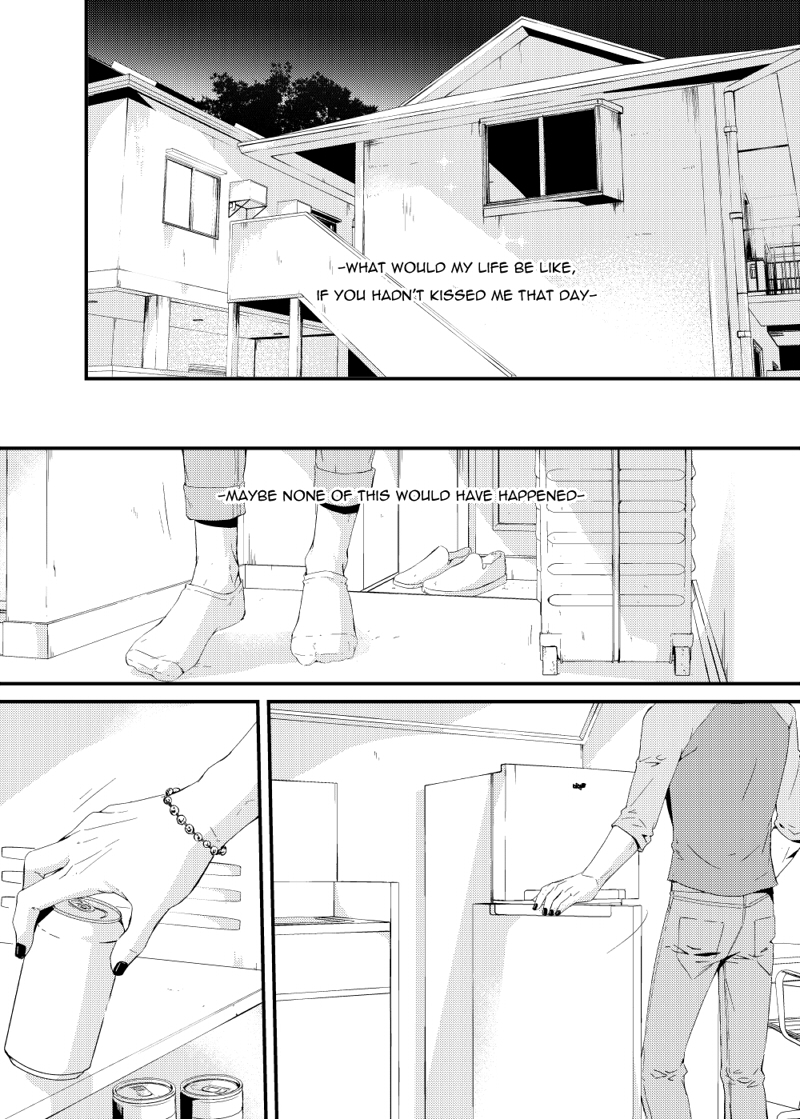 -WHAT WOULD MY LIFE BE LIKE,
IF YOU HADN'T KISSED ME THAT DAY-
-MAYBE NONE OF THIS WOULD HAVE HAPPENED-